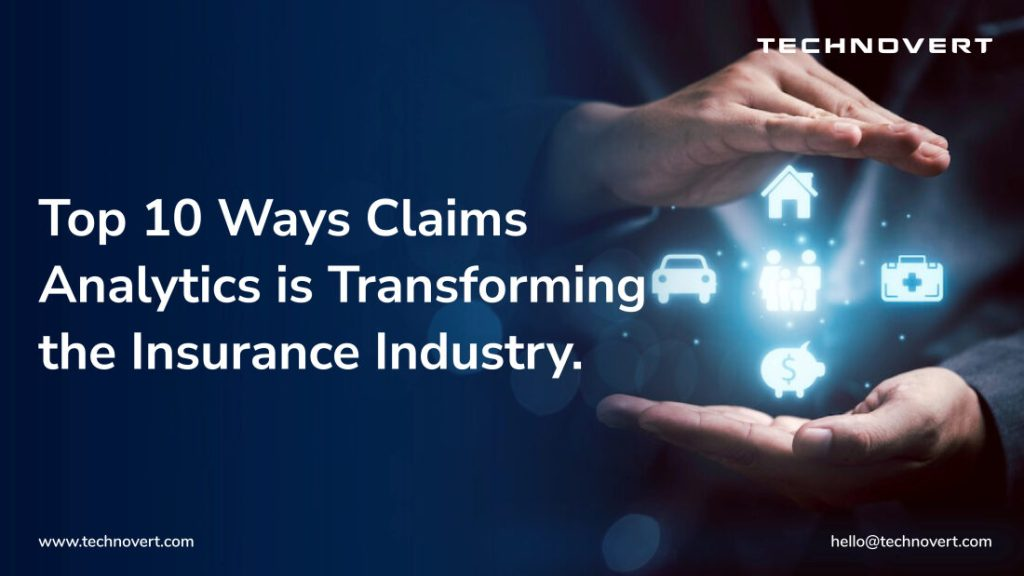 TECHNOVERT
Top 10 Ways Claims
Analytics is Transforming
the Insurance Industry.
$
www.technovert.com
hello@technovert.com